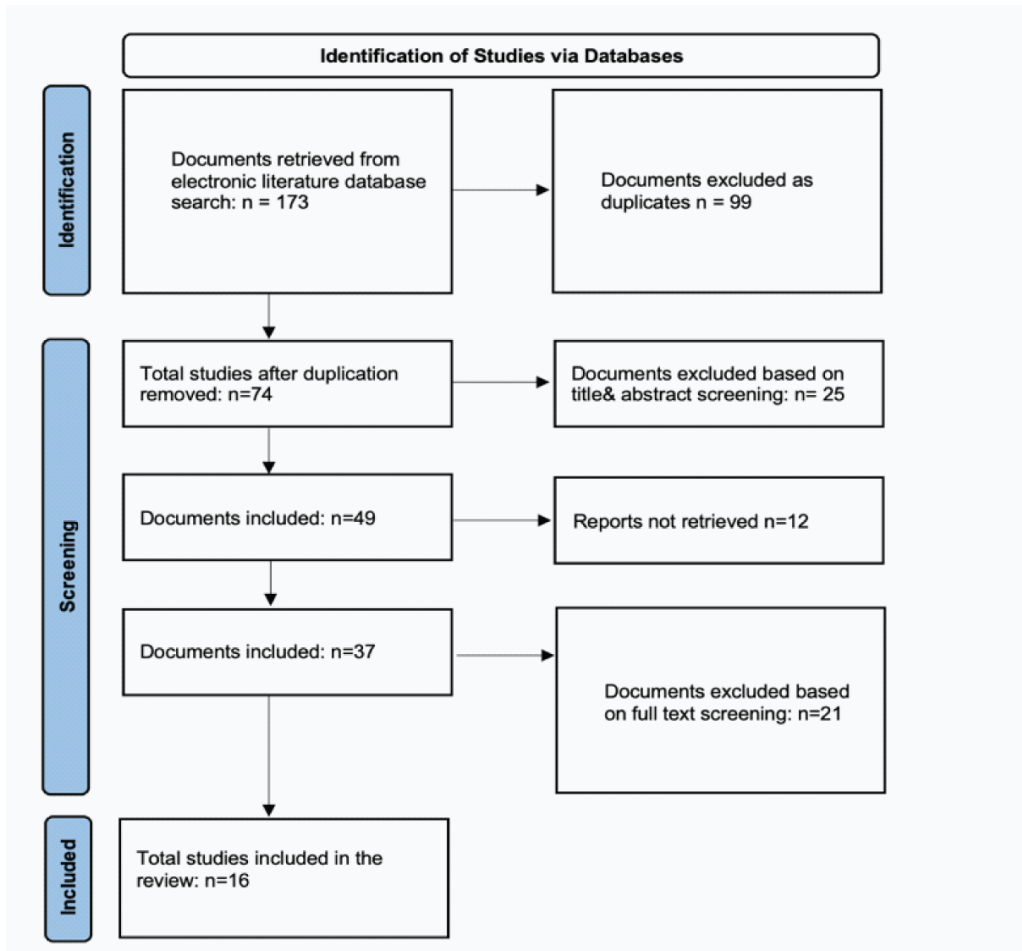 Identification of Studies via Databases
Identification
Documents retrieved from
electronic literature database
search: n = 173
Documents excluded as
duplicates n = 99
Screening
Total studies after duplication
removed: n=74
Documents excluded based on
title& abstract screening: n= 25
Documents included: n=49
Reports not retrieved n=12
Documents included: n=37
Documents excluded based
on full text screening: n=21
Included
Total studies included in the
review: n=16